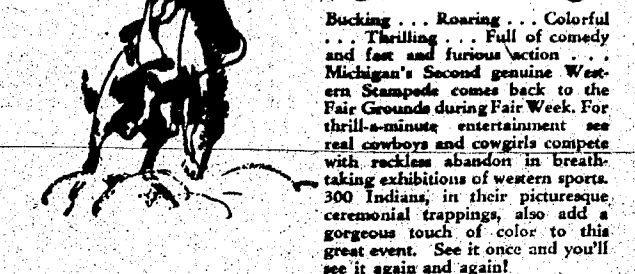 Bucking . . . Roaring . . . Colorful
. . . Thrilling . . . Full of comedy
and fast and furious action . . .
Michigan's Second genuine West-
ern Stampede comes back to the
Fair Grounds during Fair Week. For
thrill-a-minute entertainment see
real cowboys and cowgirls compete
with reckless abandon in breath-
taking exhibitions of western sports.
300 Indians, in their picturesque
ceremonial trappings, also add a
gorgeous touch of color to this
great event. See it once and you'll
see it again and again!